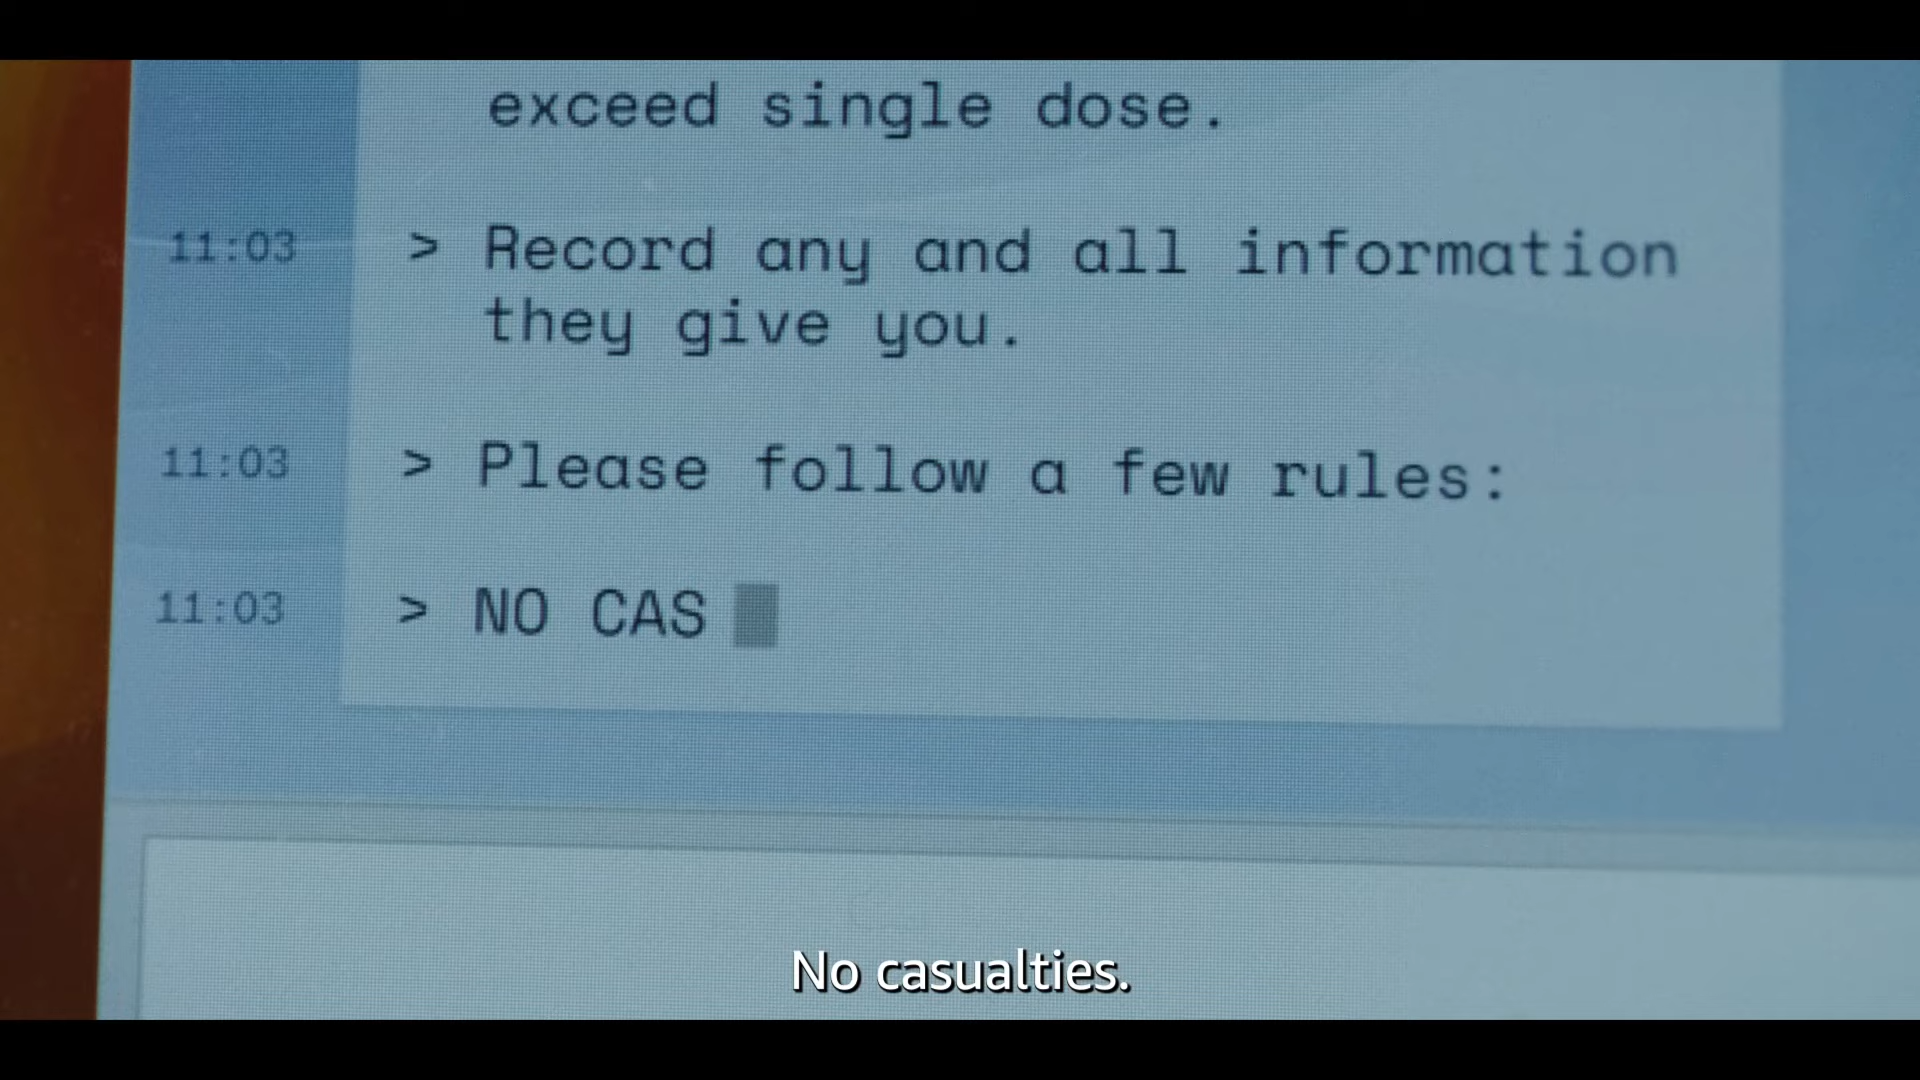 exceed single dose.
11:03 > Record any and all information
they give you.
11:03 > Please follow a few rules:
11:03 > NO CAS
No casualties.